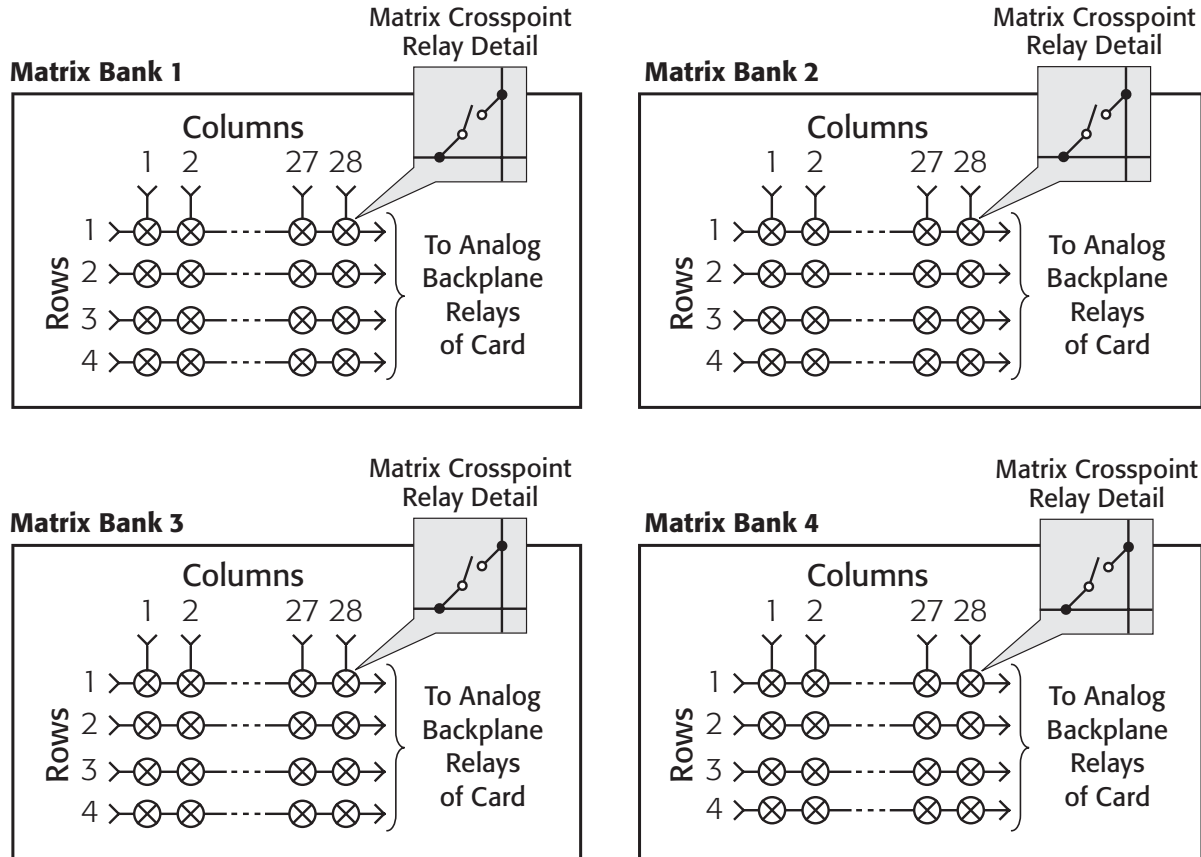 Matrix Crosspoint
Relay Detail
Matrix Bank 1
Columns
1 2 27 28
Rows
1
2
3
4
To Analog
Backplane
Relays
of Card
Matrix Crosspoint
Relay Detail
Matrix Bank 2
Columns
1 2 27 28
Rows
1
2
3
4
To Analog
Backplane
Relays
of Card
Matrix Crosspoint
Relay Detail
Matrix Bank 3
Columns
1 2 27 28
Rows
1
2
3
4
To Analog
Backplane
Relays
of Card
Matrix Crosspoint
Relay Detail
Matrix Bank 4
Columns
1 2 27 28
Rows
1
2
3
4
To Analog
Backplane
Relays
of Card